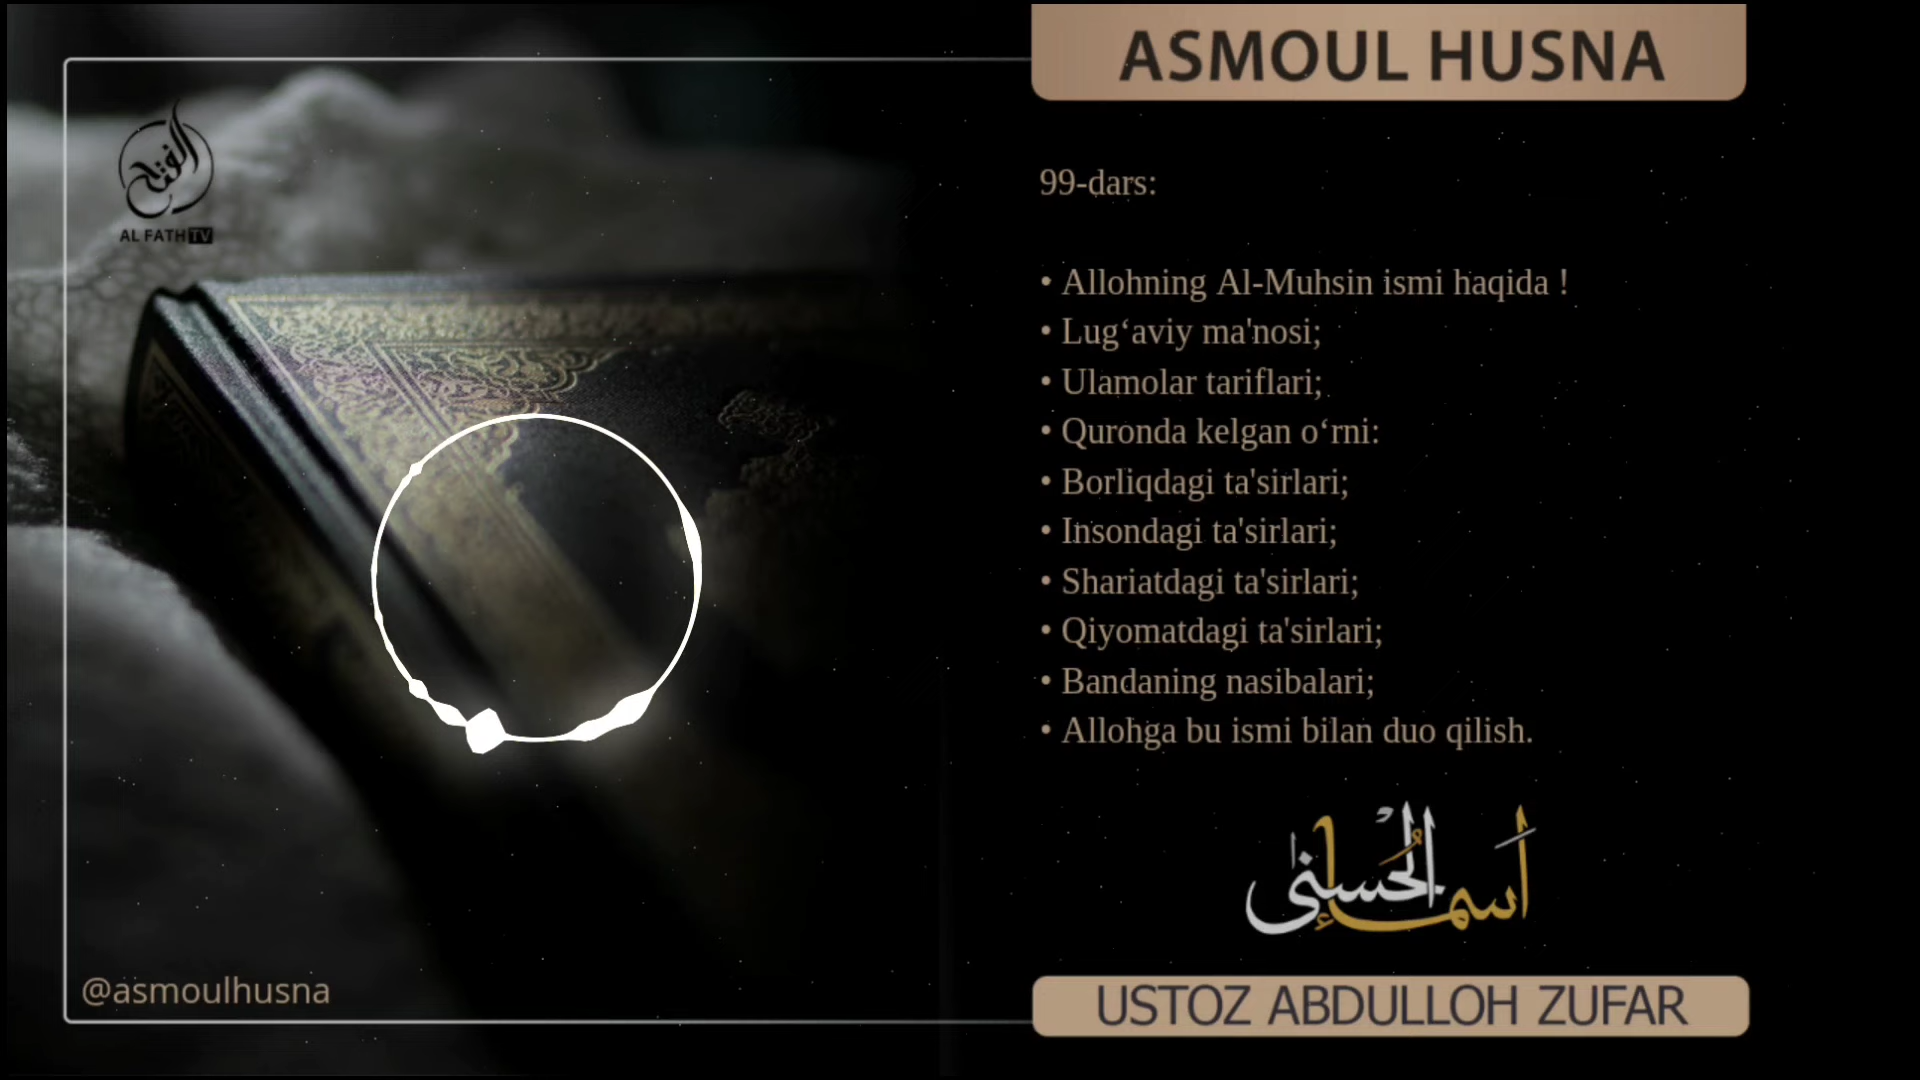 ASMOUL HUSNA
الفتح
AL FATH TV
99-dars:
• Allohning Al-Muhsin ismi haqida !
• Lug‘aviy ma'nosi;
• Ulamolar tariflari;
• Quronda kelgan o‘rni:
• Borliqdagi ta'sirlari;
• Insondagi ta'sirlari;
• Shariatdagi ta'sirlari;
• Qiyomatdagi ta'sirlari;
• Bandaning nasibalari;
• Allohga bu ismi bilan duo qilish.
أسماء الحسنى
@asmoulhusna
USTOZ ABDULLOH ZUFAR